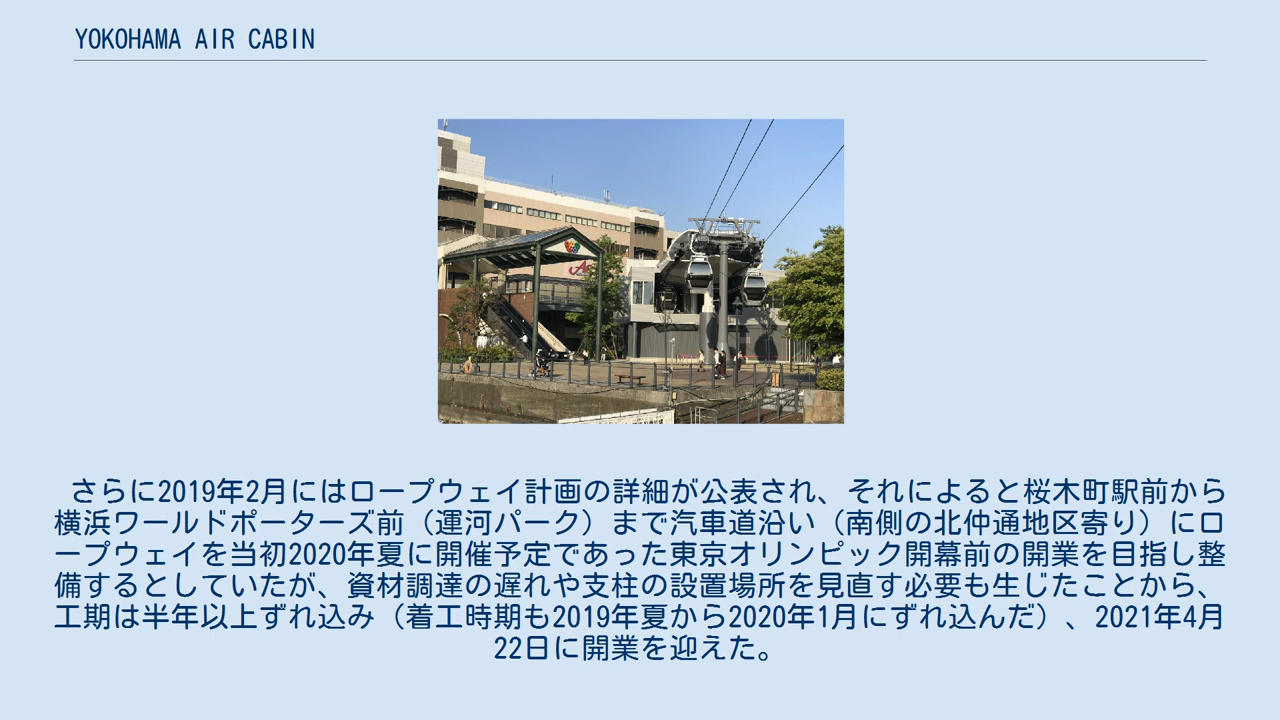 YOKOHAMA AIR CABIN
さらに2019年2月にはロープウェイ計画の詳細が公表され、それによると桜木町駅前から
横浜ワールドポーターズ前（運河パーク）まで汽車道沿い（南側の北仲通地区寄り）にロ
ープウェイを当初2020年夏に開催予定であった東京オリンピック開幕前の開業を目指し整
備するとしていたが、資材調達の遅れや支柱の設置場所を見直す必要も生じたことから、
工期は半年以上ずれ込み（着工時期も2019年夏から2020年1月にずれ込んだ）、2021年4月
22日に開業を迎えた。